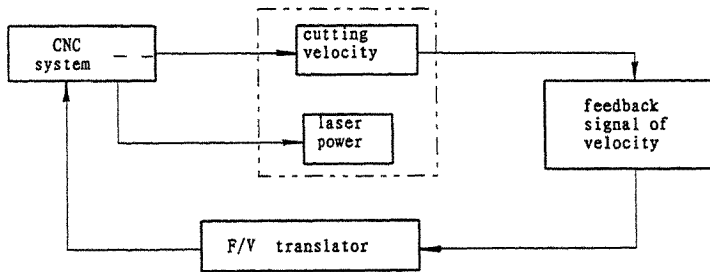 CNC
system
cutting
velocity
laser
power
feedback
signal of
velocity
F/V translator